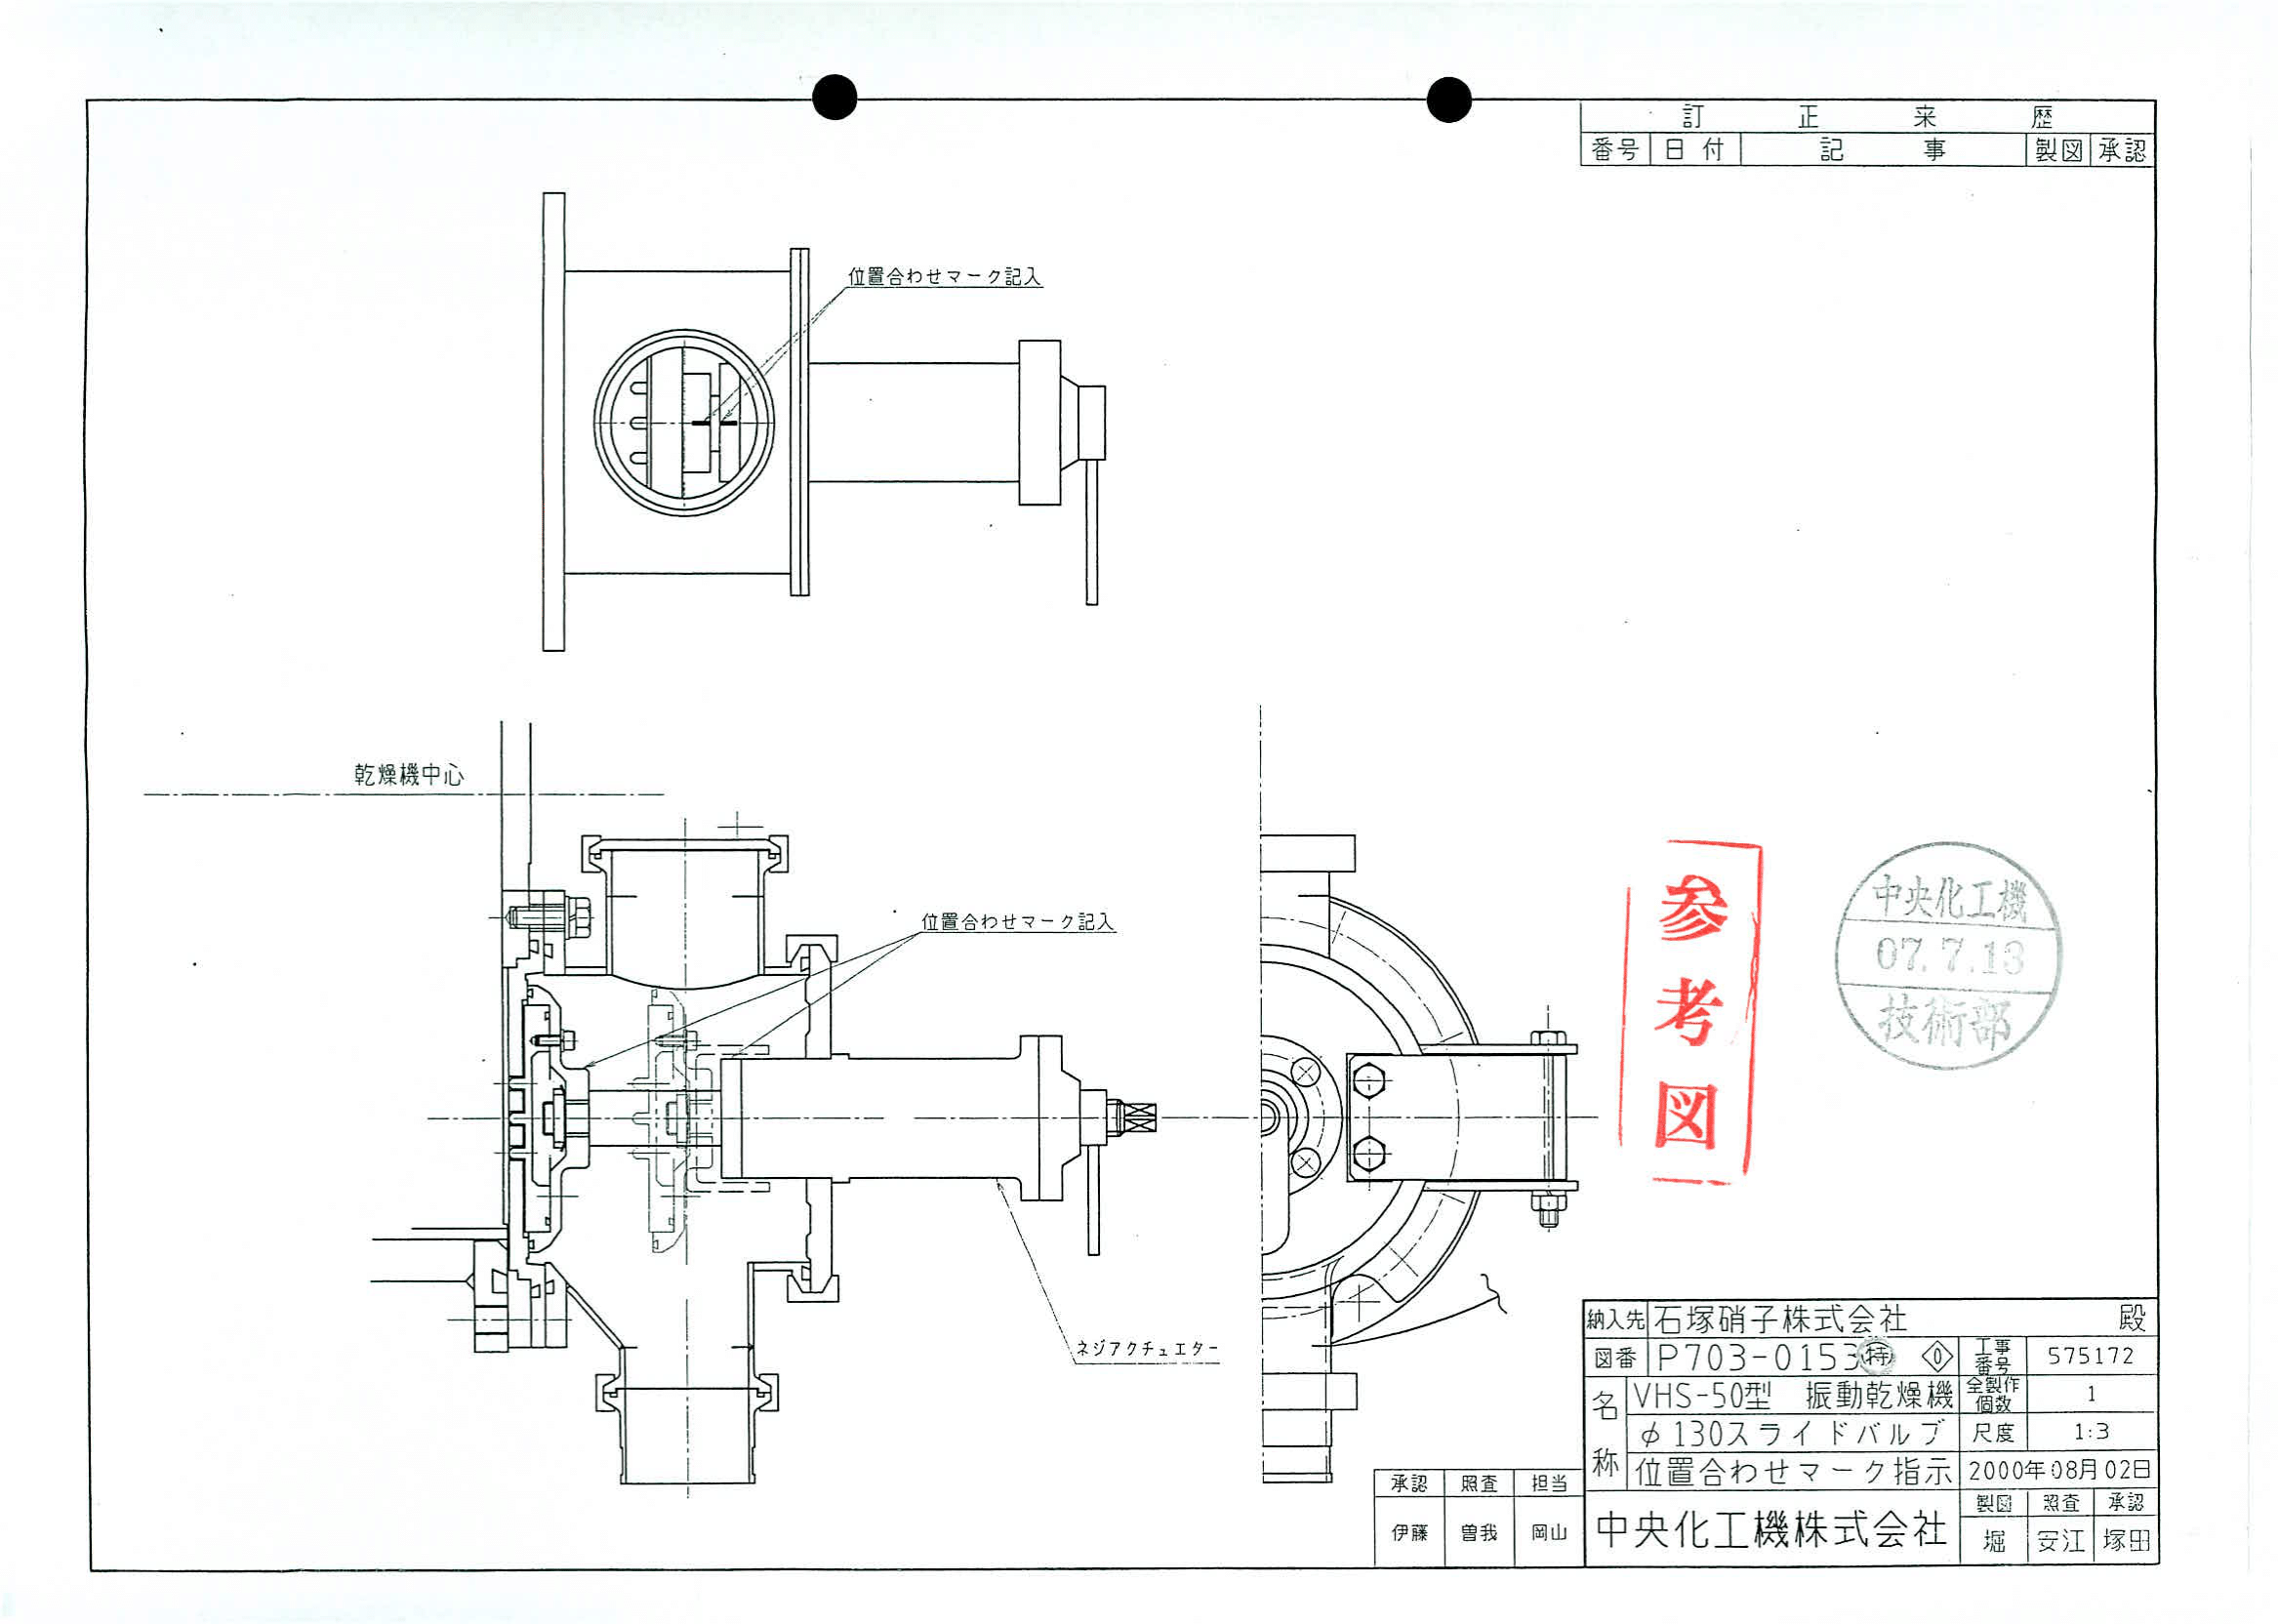 訂正来歴
番号 日付 記事 製図 承認
位置合わせマーク記入
乾燥機中心
位置合わせマーク記入
ネジアクチュエター
参考図
中央化工機
07.7.13
技術部
納入先 石塚硝子株式会社 殿
図番 P703-0153 特 0 工事番号 575172
名称 VHS-50型 振動乾燥機 全製作個数 1
φ130スライドバルブ 尺度 1:3
位置合わせマーク指示 2000年08月02日
承認 照査 担当
伊藤 曽我 岡山
中央化工機株式会社
製図 照査 承認
堀 安江 塚田